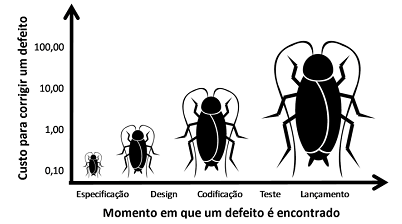 Custo para corrigir um defeito
100,00
10,00
1,00
0,10
Especificação Design Codificação Teste Lançamento
Momento em que um defeito é encontrado